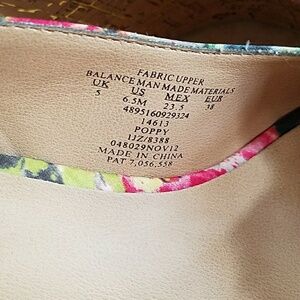 FABRIC UPPER
BALANCE MAN MADE MATERIALS
UK US MEX EUR
5 6.5M 23.5 38
4895160929324
14613
POPPY
1JZ/8388
048029NOV12
MADE IN CHINA
PAT 7,056,558